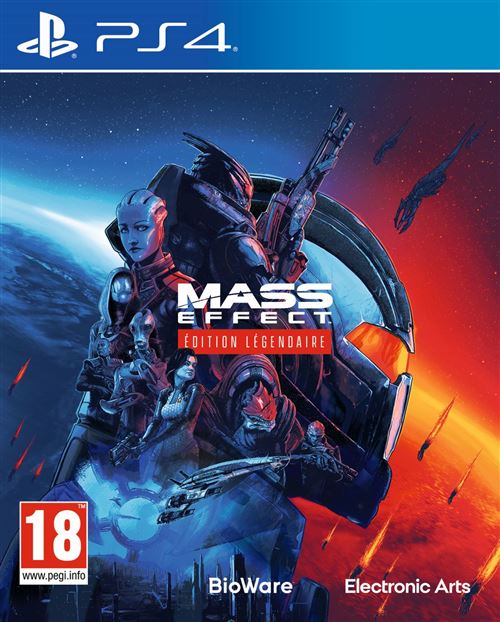 PS4
MASS
EFFECT
ÉDITION LÉGENDAIRE
18
www.pegi.info
BioWare
Electronic Arts